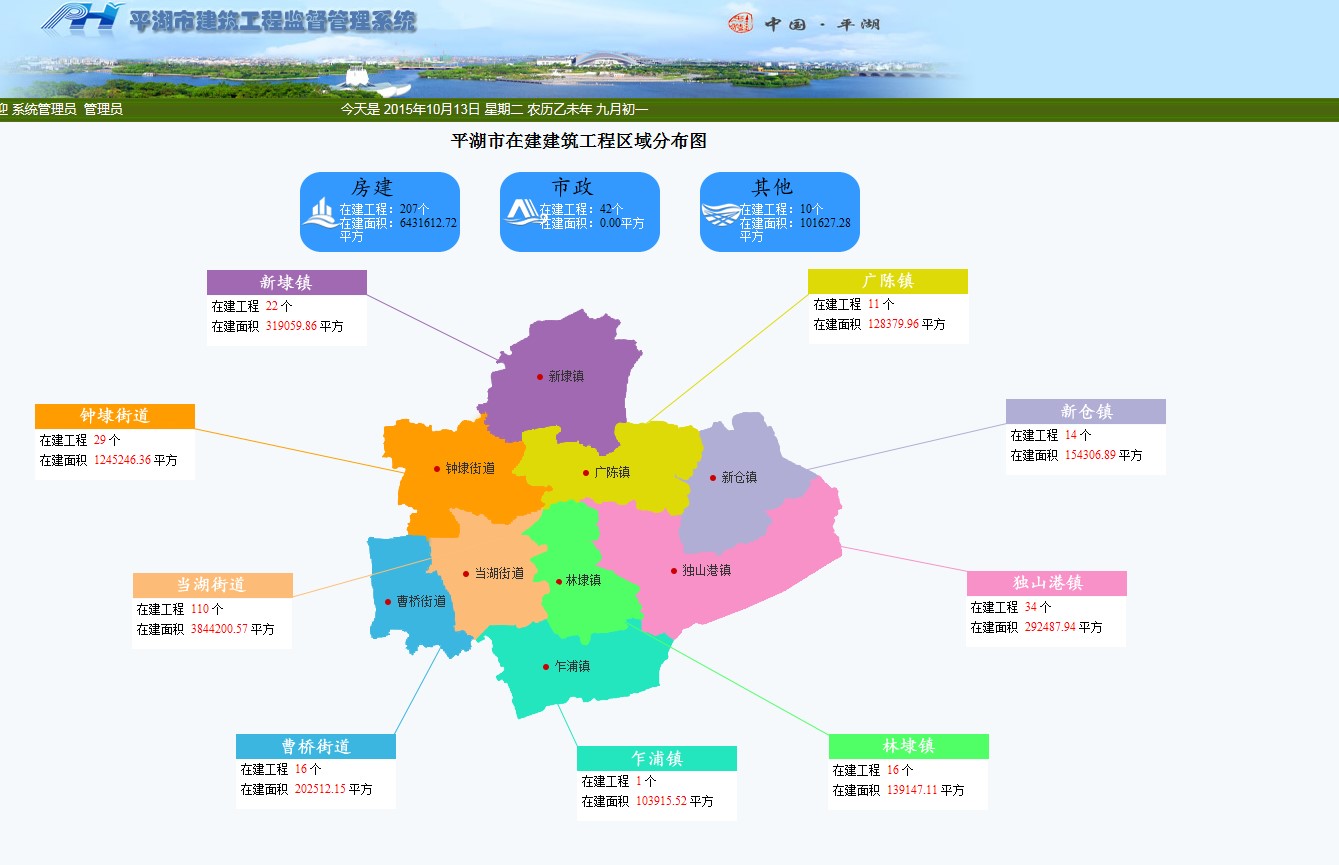 PH 平湖市建筑工程监督管理系统
中国·平湖
迎 系统管理员 管理员
今天是 2015年10月13日 星期二 农历乙未年 九月初一
平湖市在建建筑工程区域分布图
房建
在建工程：207个
在建面积：6431612.72
平方
市政
在建工程：42个
在建面积：0.00平方
其他
在建工程：10个
在建面积：101627.28
平方
新埭镇
在建工程 22 个
在建面积 319059.86 平方
广陈镇
在建工程 11 个
在建面积 128379.96 平方
钟埭街道
在建工程 29 个
在建面积 1245246.36 平方
新仓镇
在建工程 14 个
在建面积 154306.89 平方
新埭镇
钟埭街道
广陈镇
新仓镇
当湖街道
林埭镇
独山港镇
曹桥街道
乍浦镇
当湖街道
在建工程 110 个
在建面积 3844200.57 平方
独山港镇
在建工程 34 个
在建面积 292487.94 平方
曹桥街道
在建工程 16 个
在建面积 202512.15 平方
乍浦镇
在建工程 1 个
在建面积 103915.52 平方
林埭镇
在建工程 16 个
在建面积 139147.11 平方